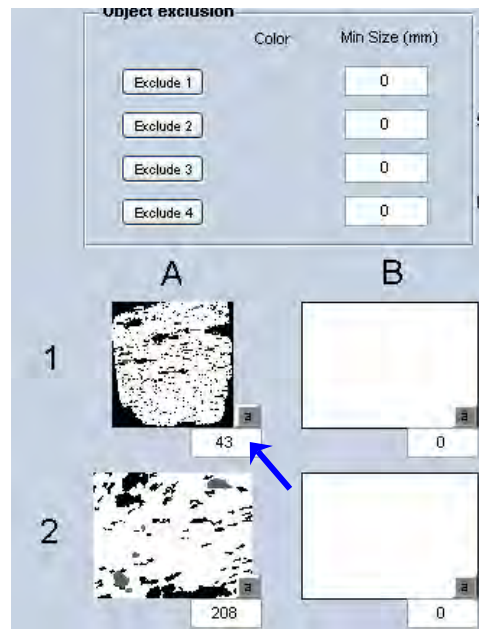 Object exclusion
Color Min Size (mm)
Exclude 1 0
Exclude 2 0
Exclude 3 0
Exclude 4 0
A B
1
a a
43 0
2
a a
208 0